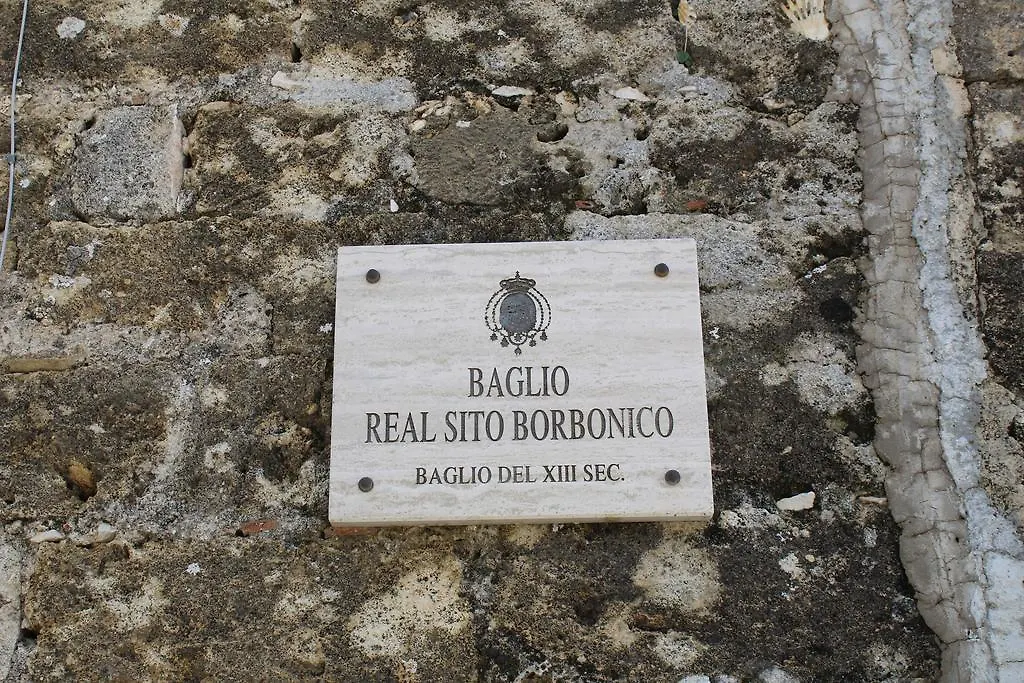 BAGLIO
REAL SITO BORBONICO
BAGLIO DEL XIII SEC.